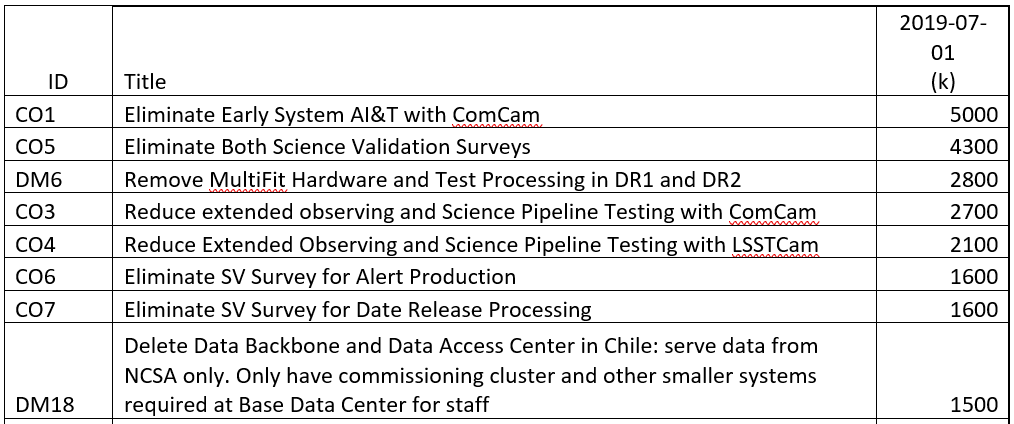 2019-07-
01
ID Title (k)
CO1 Eliminate Early System AI&T with ComCam 5000
CO5 Eliminate Both Science Validation Surveys 4300
DM6 Remove MultiFit Hardware and Test Processing in DR1 and DR2 2800
CO3 Reduce extended observing and Science Pipeline Testing with ComCam 2700
CO4 Reduce Extended Observing and Science Pipeline Testing with LSSTCam 2100
CO6 Eliminate SV Survey for Alert Production 1600
CO7 Eliminate SV Survey for Date Release Processing 1600
Delete Data Backbone and Data Access Center in Chile: serve data from
NCSA only. Only have commissioning cluster and other smaller systems
DM18 required at Base Data Center for staff 1500